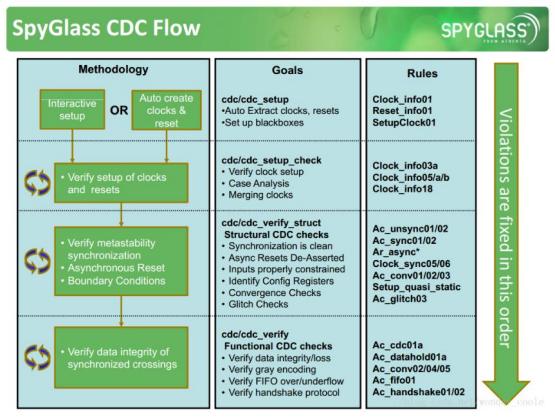 SpyGlass CDC Flow
SPYGLASS®
FROM ATRENTA
Methodology
Goals
Rules
Interactive
setup
OR
Auto create
clocks &
reset
cdc/cdc_setup
•Auto Extract clocks, resets
•Set up blackboxes
Clock_info01
Reset_info01
SetupClock01
• Verify setup of clocks
and resets
cdc/cdc_setup_check
• Verify clock setup
• Case Analysis
• Merging clocks
Clock_info03a
Clock_info05/a/b
Clock_info18
• Verify metastability
synchronization
• Asynchronous Reset
• Boundary Conditions
cdc/cdc_verify_struct
Structural CDC checks
• Synchronization is clean
• Async Resets De-Asserted
• Inputs properly constrained
• Identify Config Registers
• Convergence Checks
• Glitch Checks
Ac_unsync01/02
Ac_sync01/02
Ar_async*
Clock_sync05/06
Ac_conv01/02/03
Setup_quasi_static
Ac_glitch03
• Verify data integrity of
synchronized crossings
cdc/cdc_verify
Functional CDC checks
• Verify data integrity/loss
• Verify gray encoding
• Verify FIFO over/underflow
• Verify handshake protocol
Ac_cdc01a
Ac_datahold01a
Ac_conv02/04/05
Ac_fifo01
Ac_handshake01/02
Violations are fixed in this order